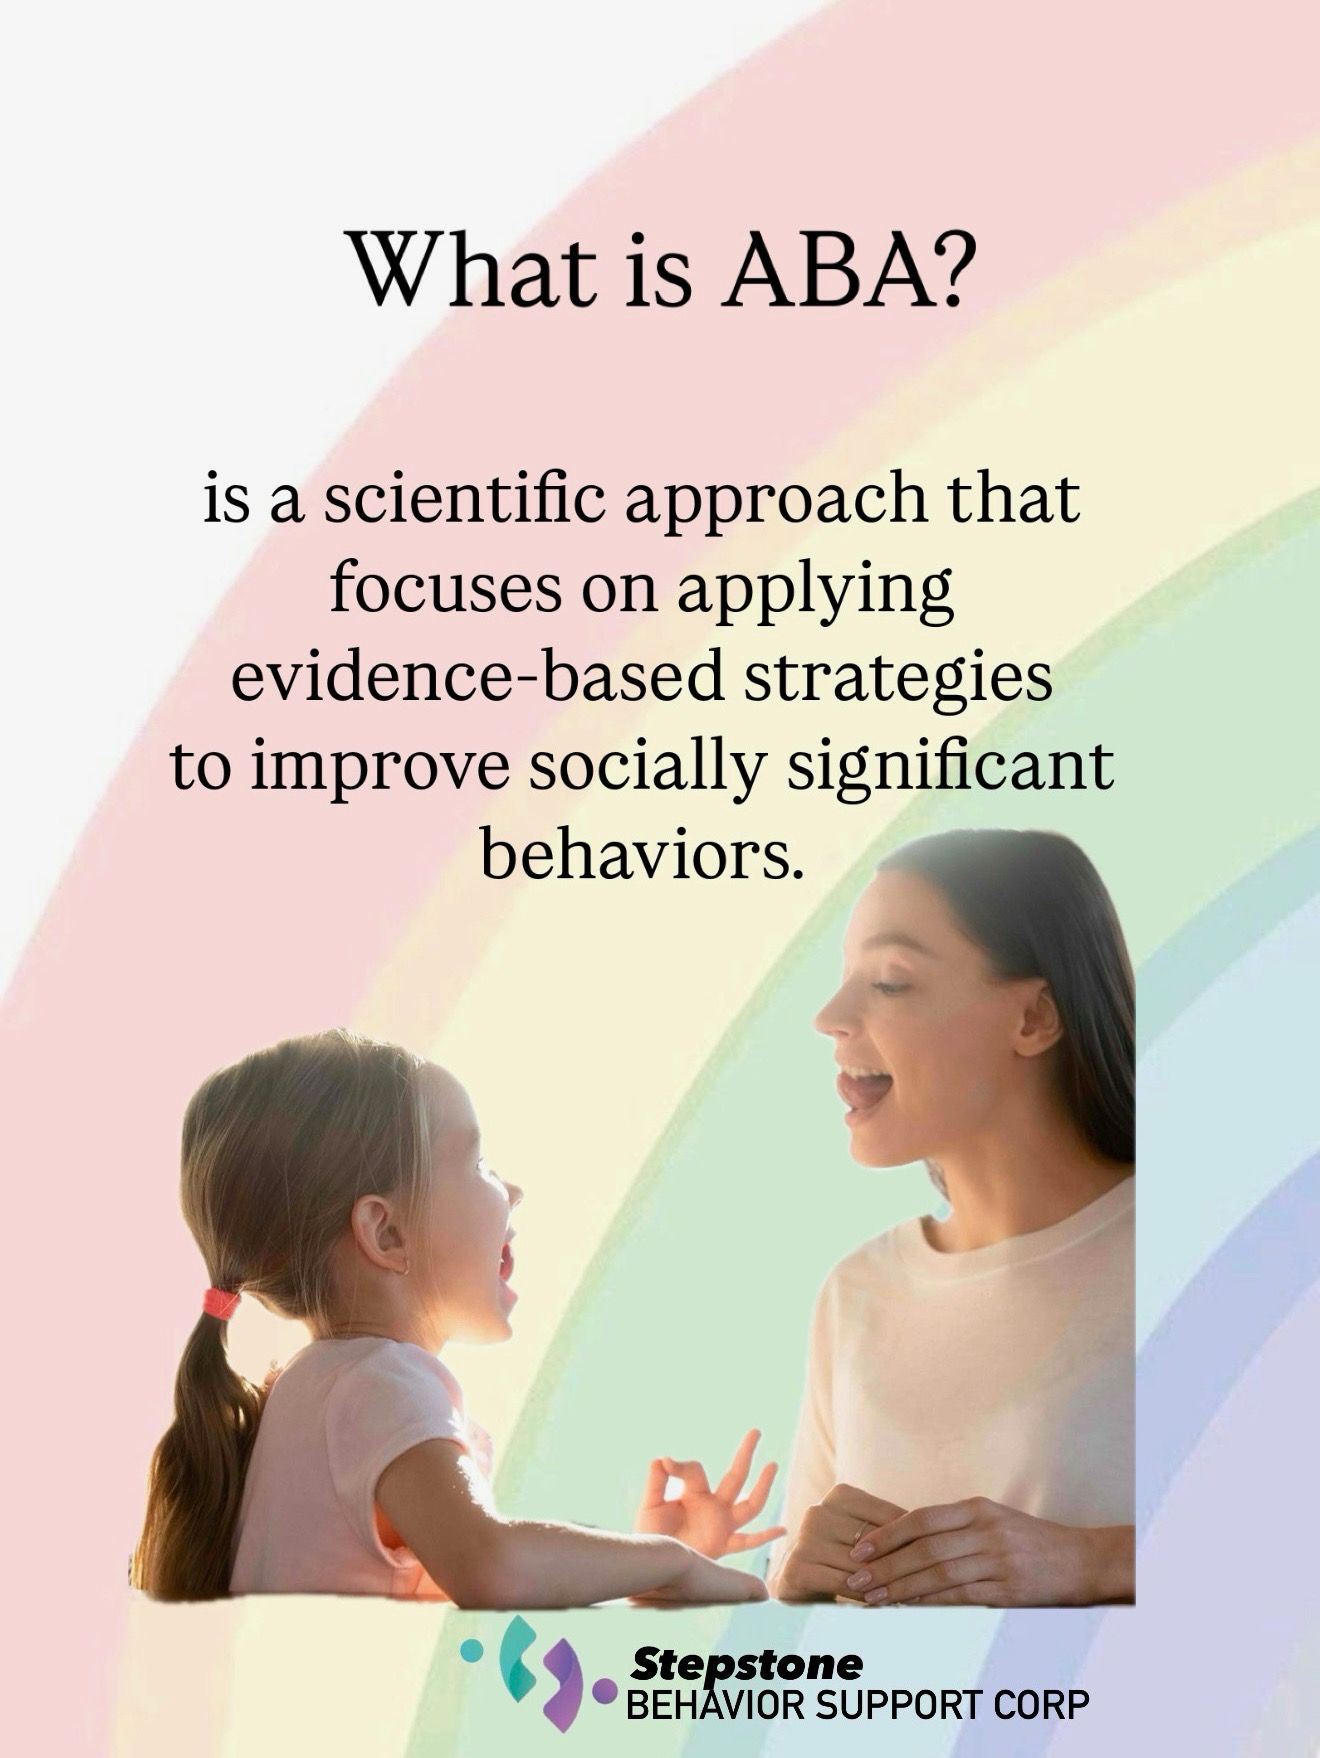 What is ABA?
is a scientific approach that
focuses on applying
evidence-based strategies
to improve socially significant
behaviors.
Stepstone
BEHAVIOR SUPPORT CORP